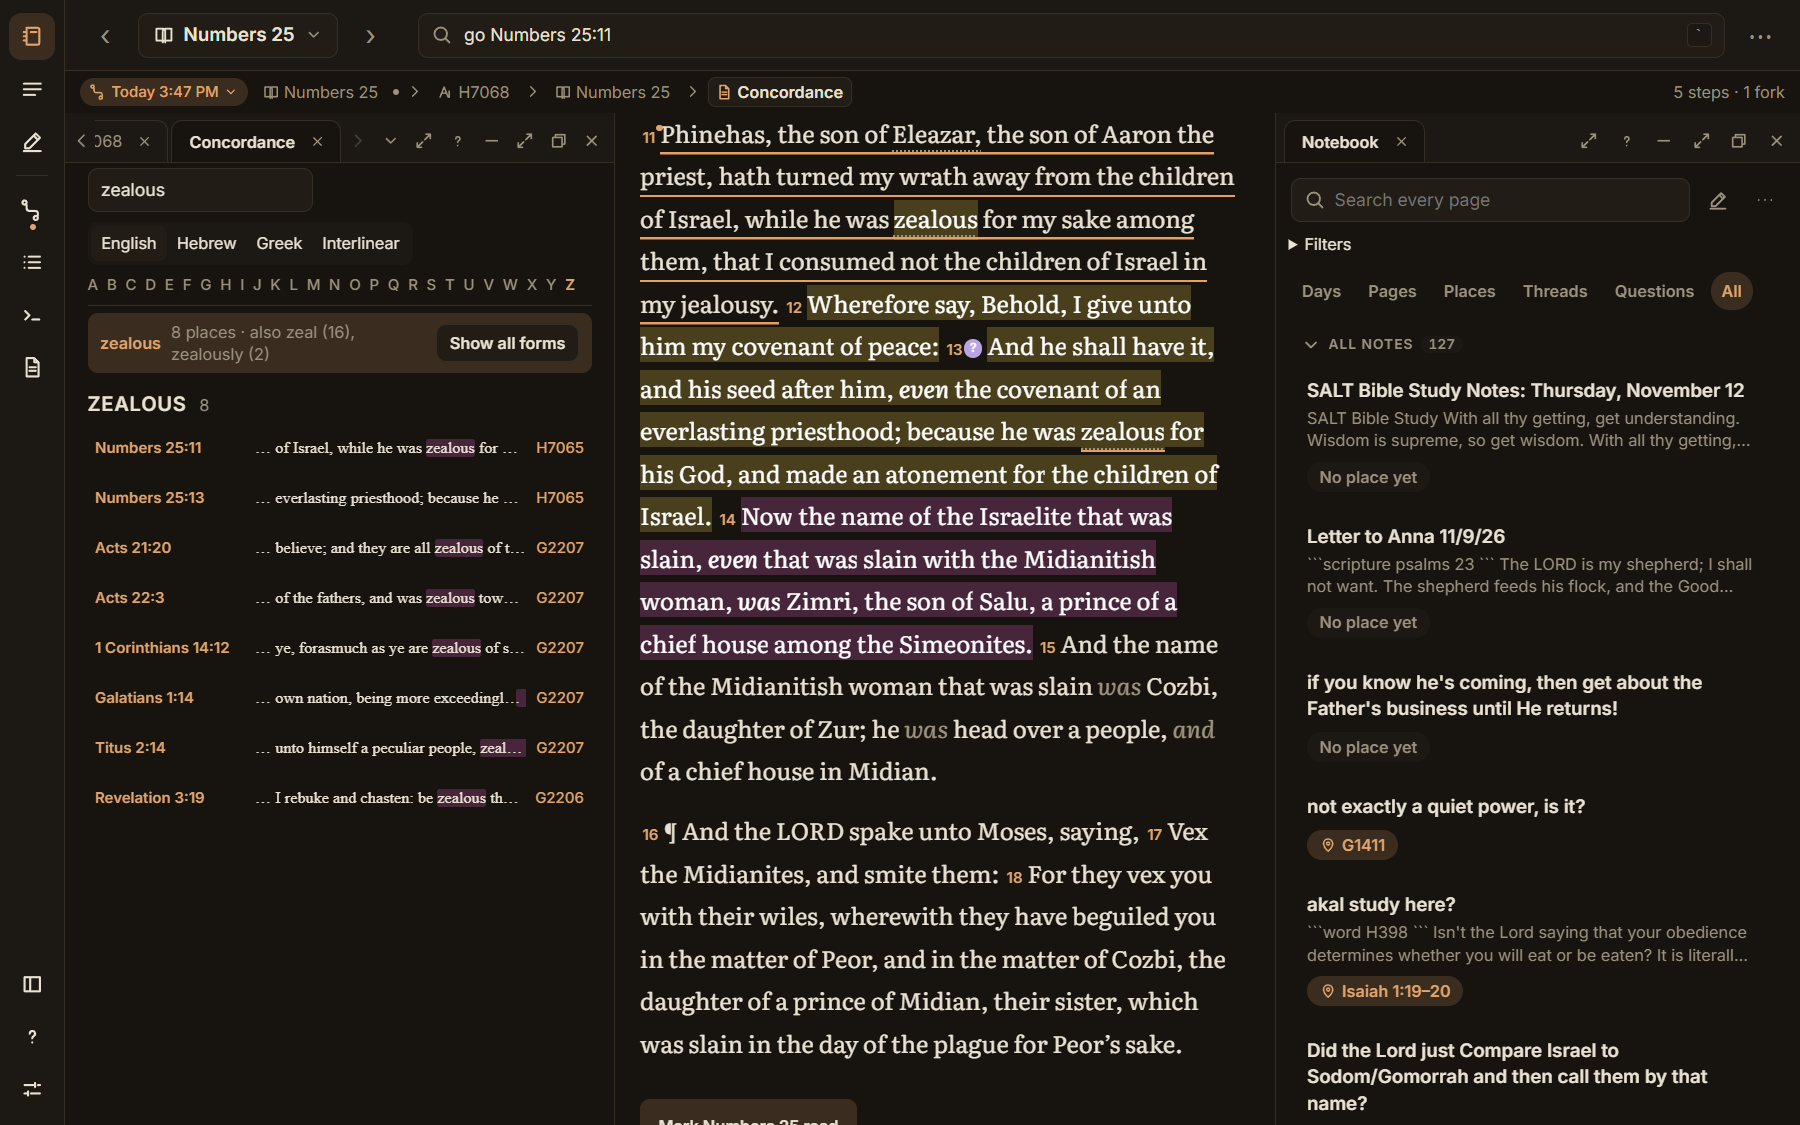 Numbers 25
go Numbers 25:11
`
Today 3:47 PM
Numbers 25
H7068
Numbers 25
Concordance
5 steps · 1 fork
068
Concordance
zealous
English Hebrew Greek Interlinear
A B C D E F G H I J K L M N O P Q R S T U V W X Y Z
zealous
8 places · also zeal (16),
zealously (2)
Show all forms
ZEALOUS 8
Numbers 25:11 … of Israel, while he was zealous for … H7065
Numbers 25:13 … everlasting priesthood; because he … H7065
Acts 21:20 … believe; and they are all zealous of t… G2207
Acts 22:3 … of the fathers, and was zealous tow… G2207
1 Corinthians 14:12 … ye, forasmuch as ye are zealous of s… G2207
Galatians 1:14 … own nation, being more exceedingl… G2207
Titus 2:14 … unto himself a peculiar people, zeal… G2207
Revelation 3:19 … I rebuke and chasten: be zealous th… G2206
11 Phinehas, the son of Eleazar, the son of Aaron the
priest, hath turned my wrath away from the children
of Israel, while he was zealous for my sake among
them, that I consumed not the children of Israel in
my jealousy. 12 Wherefore say, Behold, I give unto
him my covenant of peace: 13 ? And he shall have it,
and his seed after him, even the covenant of an
everlasting priesthood; because he was zealous for
his God, and made an atonement for the children of
Israel. 14 Now the name of the Israelite that was
slain, even that was slain with the Midianitish
woman, was Zimri, the son of Salu, a prince of a
chief house among the Simeonites. 15 And the name
of the Midianitish woman that was slain was Cozbi,
the daughter of Zur; he was head over a people, and
of a chief house in Midian.
16 ¶ And the LORD spake unto Moses, saying, 17 Vex
the Midianites, and smite them: 18 For they vex you
with their wiles, wherewith they have beguiled you
in the matter of Peor, and in the matter of Cozbi, the
daughter of a prince of Midian, their sister, which
was slain in the day of the plague for Peor’s sake.
Mark Numbers 25 read
Notebook
Search every page
Filters
Days Pages Places Threads Questions All
ALL NOTES 127
SALT Bible Study Notes: Thursday, November 12
SALT Bible Study With all thy getting, get understanding.
Wisdom is supreme, so get wisdom. With all thy getting,...
No place yet
Letter to Anna 11/9/26
```scripture psalms 23 ``` The LORD is my shepherd; I shall
not want. The shepherd feeds his flock, and the Good...
No place yet
if you know he's coming, then get about the
Father's business until He returns!
No place yet
not exactly a quiet power, is it?
G1411
akal study here?
```word H398 ``` Isn't the Lord saying that your obedience
determines whether you will eat or be eaten? It is literall...
Isaiah 1:19–20
Did the Lord just Compare Israel to
Sodom/Gomorrah and then call them by that
name?